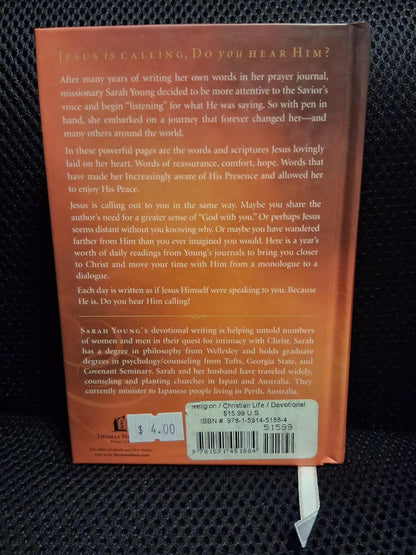 JESUS IS CALLING. DO you HEAR HIM?
After many years of writing her own words in her prayer journal,
missionary Sarah Young decided to be more attentive to the Savior's
voice and begin "listening" for what He was saying. So with pen in
hand, she embarked on a journey that forever changed her—and
many others around the world.
In these powerful pages are the words and scriptures Jesus lovingly
laid on her heart. Words of reassurance, comfort, hope. Words that
have made her increasingly aware of His Presence and allowed her
to enjoy His Peace.
Jesus is calling out to you in the same way. Maybe you share the
author's need for a greater sense of "God with you." Or perhaps Jesus
seems distant without you knowing why. Or maybe you have wandered
farther from Him than you ever imagined you would. Here is a year's
worth of daily readings from Young's journals to bring you closer
to Christ and move your time with Him from a monologue to a
dialogue.
Each day is written as if Jesus Himself were speaking to you. Because
He is. Do you hear Him calling?
SARAH YOUNG'S devotional writing is helping untold numbers
of women and men in their quest for intimacy with Christ. Sarah
has a degree in philosophy from Wellesley and holds graduate
degrees in psychology/counseling from Tufts, Georgia State, and
Covenant Seminary. Sarah and her husband have traveled widely,
counseling and planting churches in Japan and Australia. They
currently minister to Japanese people living in Perth, Australia.
Religion / Christian Life / Devotional
$15.99 U.S.
ISBN # 978-1-5914-5188-4
51599
9 781591 451884
THOMAS
$ 4.00
For other products and live events,
visit us at: